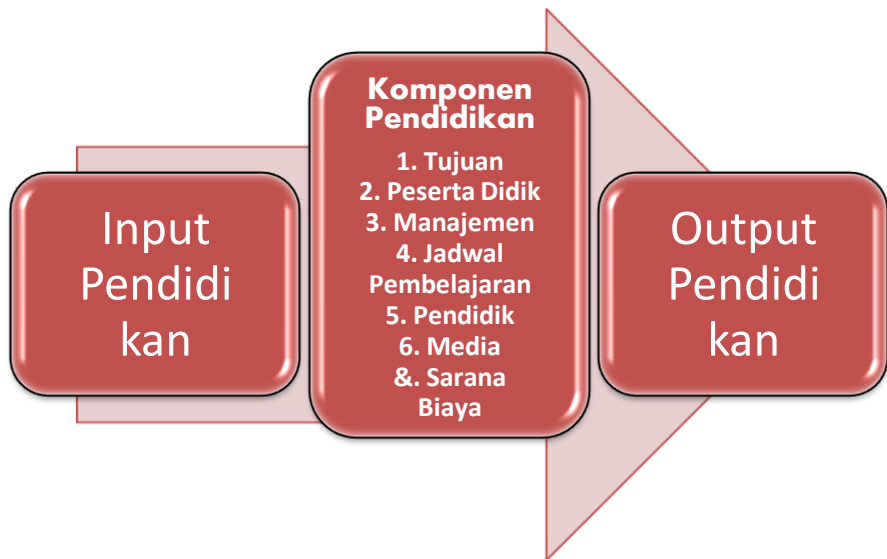 Input
Pendidi
kan
Komponen
Pendidikan
1. Tujuan
2. Peserta Didik
3. Manajemen
4. Jadwal
Pembelajaran
5. Pendidik
6. Media
&. Sarana
Biaya
Output
Pendidi
kan